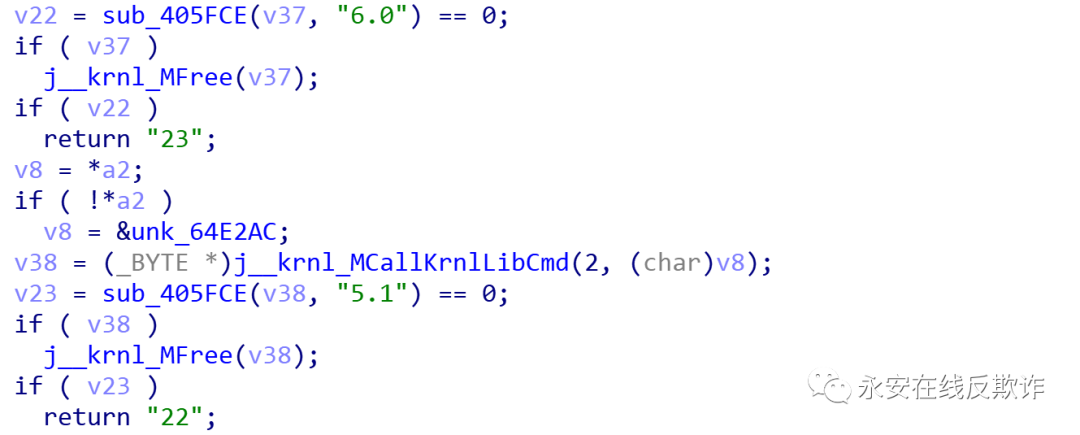 v22 = sub_405FCE(v37, "6.0") == 0;
if ( v37 )
  j__krnl_MFree(v37);
if ( v22 )
  return "23";
v8 = *a2;
if ( !*a2 )
  v8 = &unk_64E2AC;
v38 = (_BYTE *)j__krnl_MCallKrnlLibCmd(2, (char)v8);
v23 = sub_405FCE(v38, "5.1") == 0;
if ( v38 )
  j__krnl_MFree(v38);
if ( v23 )
  return "22";
永安在线反欺诈